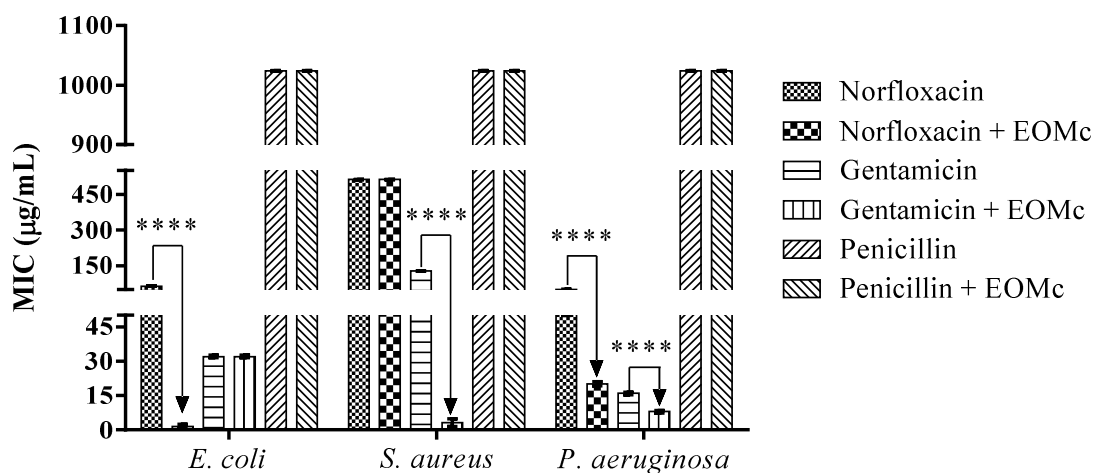 MIC (µg/mL)
1100
1000
900
450
300
150
45
30
15
0
****
****
****
****
E. coli
S. aureus
P. aeruginosa
Norfloxacin
Norfloxacin + EOMc
Gentamicin
Gentamicin + EOMc
Penicillin
Penicillin + EOMc